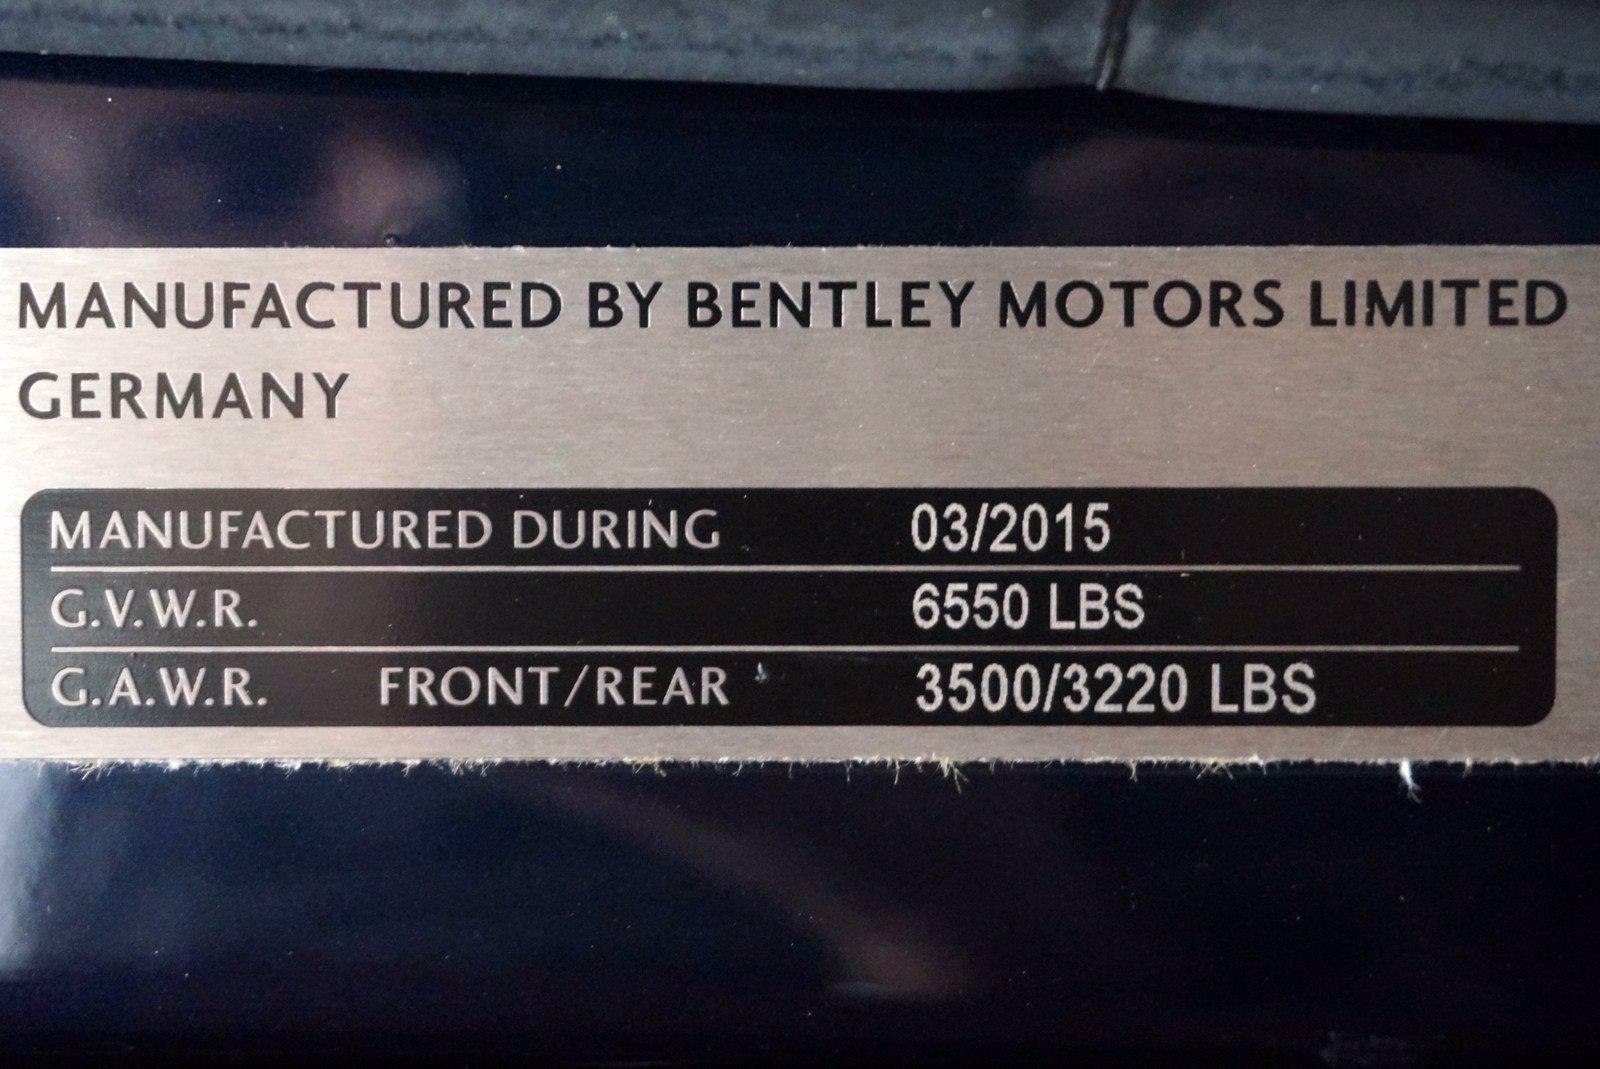 MANUFACTURED BY BENTLEY MOTORS LIMITED
GERMANY
MANUFACTURED DURING 03/2015
G.V.W.R. 6550 LBS
G.A.W.R. FRONT/REAR 3500/3220 LBS